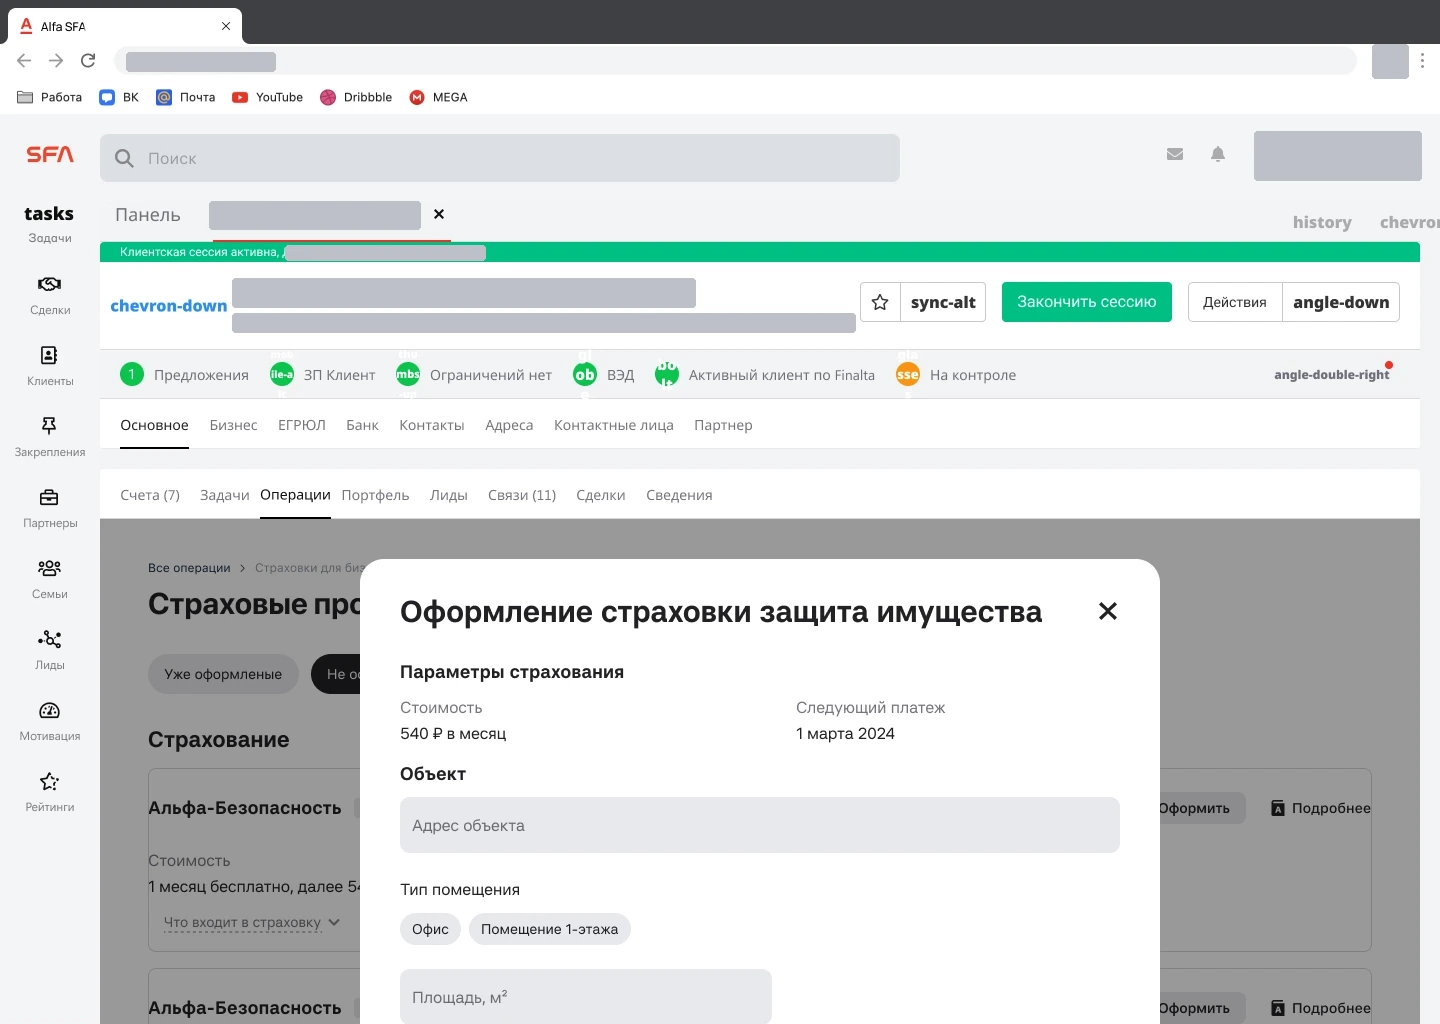 Alfa SFA
Работа
ВК
Почта
YouTube
Dribbble
MEGA
SFA
Поиск
tasks
Задачи
Сделки
Клиенты
Закрепления
Партнеры
Семьи
Лиды
Мотивация
Рейтинги
Панель
history
Клиентская сессия активна,
chevron-down
sync-alt
Закончить сессию
Действия
angle-down
1 Предложения
ЗП Клиент
Ограничений нет
ВЭД
Активный клиент по Finalta
На контроле
angle-double-right
Основное Бизнес ЕГРЮЛ Банк Контакты Адреса Контактные лица Партнер
Счета (7) Задачи Операции Портфель Лиды Связи (11) Сделки Сведения
Все операции > Страховки для
Страховые
Уже оформленые
Не
Оформление страховки защита имущества
Параметры страхования
Стоимость
Следующий платеж
540 ₽ в месяц
1 марта 2024
Объект
Адрес объекта
Тип помещения
Офис
Помещение 1-этажа
Площадь, м²
Страхование
Альфа-Безопасность
Оформить
Подробнее
Стоимость
1 месяц бесплатно, далее
Что входит в страховку
Альфа-Безопасность
Оформить
Подробнее